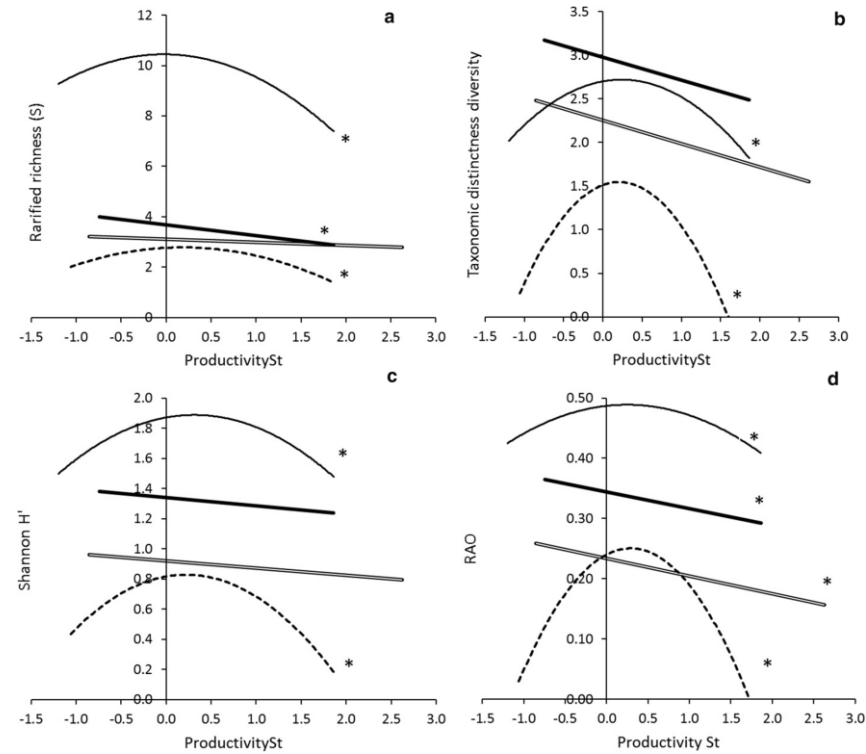 a
12
10
8
6
4
2
0
-1.5 -1.0 -0.5 0.0 0.5 1.0 1.5 2.0 2.5 3.0
ProductivitySt
Rarified richness (S)
*
*
*
b
3.5
3.0
2.5
2.0
1.5
1.0
0.5
0.0
-1.5 -1.0 -0.5 0.0 0.5 1.0 1.5 2.0 2.5 3.0
ProductivitySt
Taxonomic distinctness diversity
*
*
c
2.0
1.8
1.6
1.4
1.2
1.0
0.8
0.6
0.4
0.2
0.0
-1.5 -1.0 -0.5 0.0 0.5 1.0 1.5 2.0 2.5 3.0
ProductivitySt
Shannon H'
*
*
d
0.50
0.40
0.30
0.20
0.10
0.00
-1.5 -1.0 -0.5 0.0 0.5 1.0 1.5 2.0 2.5 3.0
Productivity St
RAO
*
*
*
*